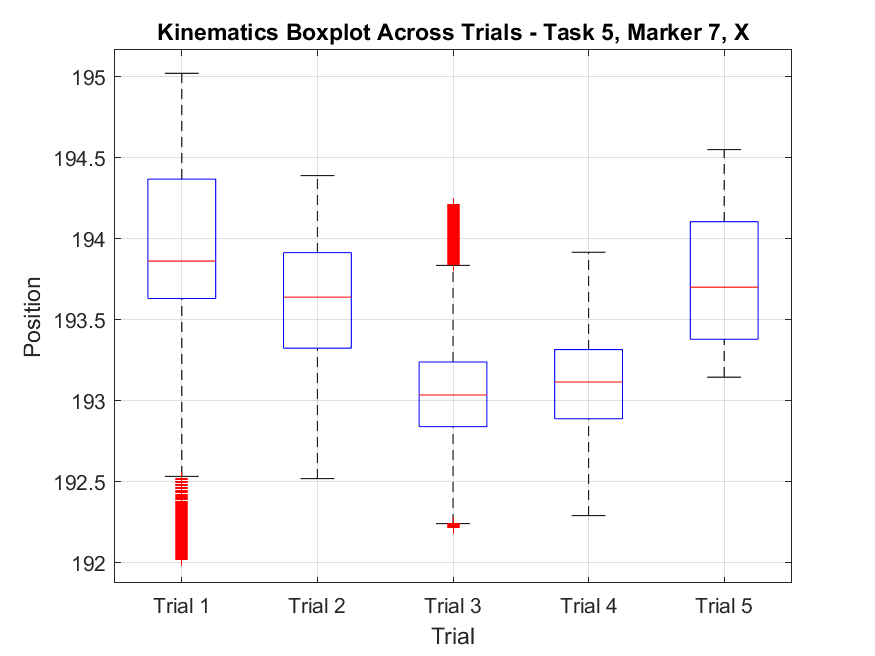 Kinematics Boxplot Across Trials - Task 5, Marker 7, X
195
194.5
194
193.5
193
192.5
192
Position
Trial 1 Trial 2 Trial 3 Trial 4 Trial 5
Trial